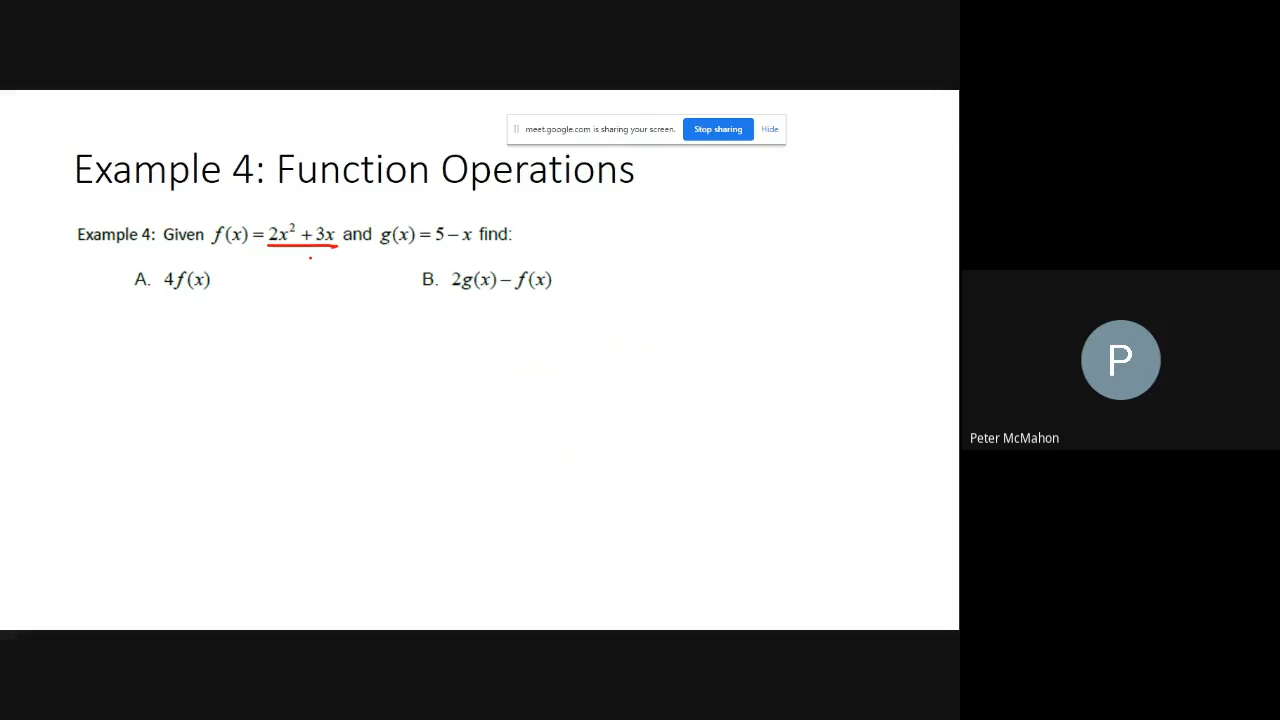 meet.google.com is sharing your screen. Stop sharing Hide
Example 4: Function Operations
Example 4: Given f(x) = 2x² + 3x and g(x) = 5 − x find:
A. 4f(x) B. 2g(x) − f(x)
P
Peter McMahon